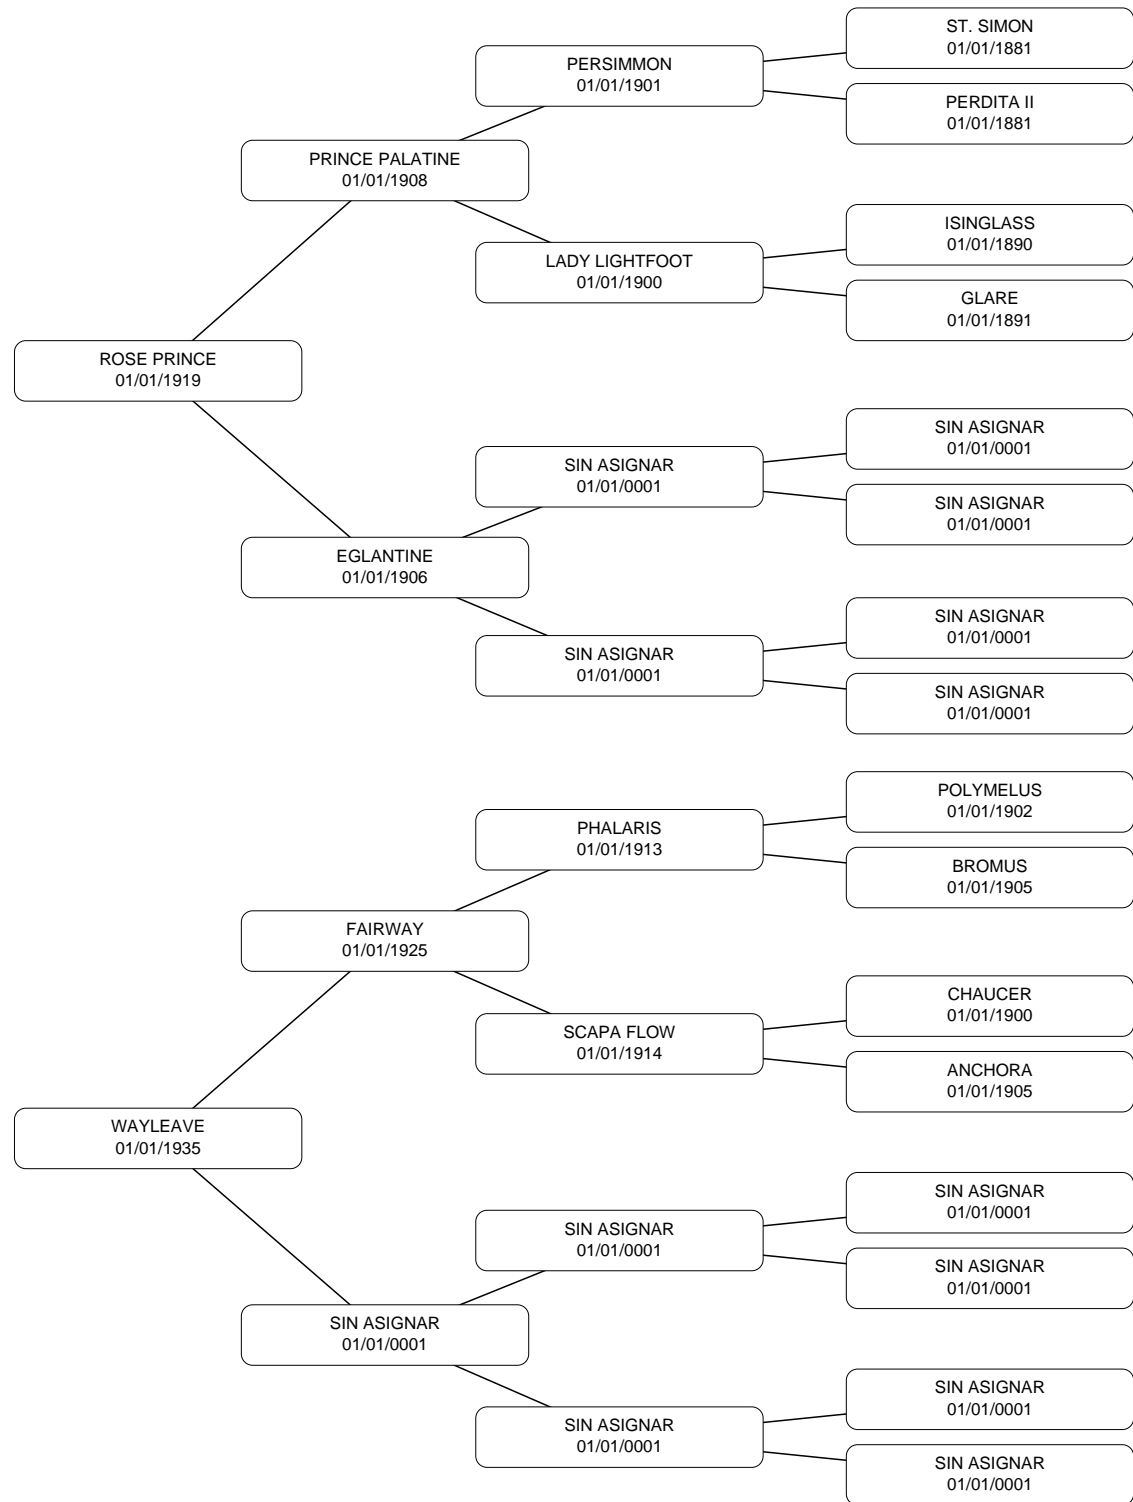 ST. SIMON
01/01/1881
PERSIMMON
01/01/1901
PERDITA II
01/01/1881
PRINCE PALATINE
01/01/1908
ISINGLASS
01/01/1890
LADY LIGHTFOOT
01/01/1900
GLARE
01/01/1891
ROSE PRINCE
01/01/1919
SIN ASIGNAR
01/01/0001
SIN ASIGNAR
01/01/0001
SIN ASIGNAR
01/01/0001
EGLANTINE
01/01/1906
SIN ASIGNAR
01/01/0001
SIN ASIGNAR
01/01/0001
SIN ASIGNAR
01/01/0001
POLYMELUS
01/01/1902
PHALARIS
01/01/1913
BROMUS
01/01/1905
FAIRWAY
01/01/1925
CHAUCER
01/01/1900
SCAPA FLOW
01/01/1914
ANCHORA
01/01/1905
WAYLEAVE
01/01/1935
SIN ASIGNAR
01/01/0001
SIN ASIGNAR
01/01/0001
SIN ASIGNAR
01/01/0001
SIN ASIGNAR
01/01/0001
SIN ASIGNAR
01/01/0001
SIN ASIGNAR
01/01/0001
SIN ASIGNAR
01/01/0001